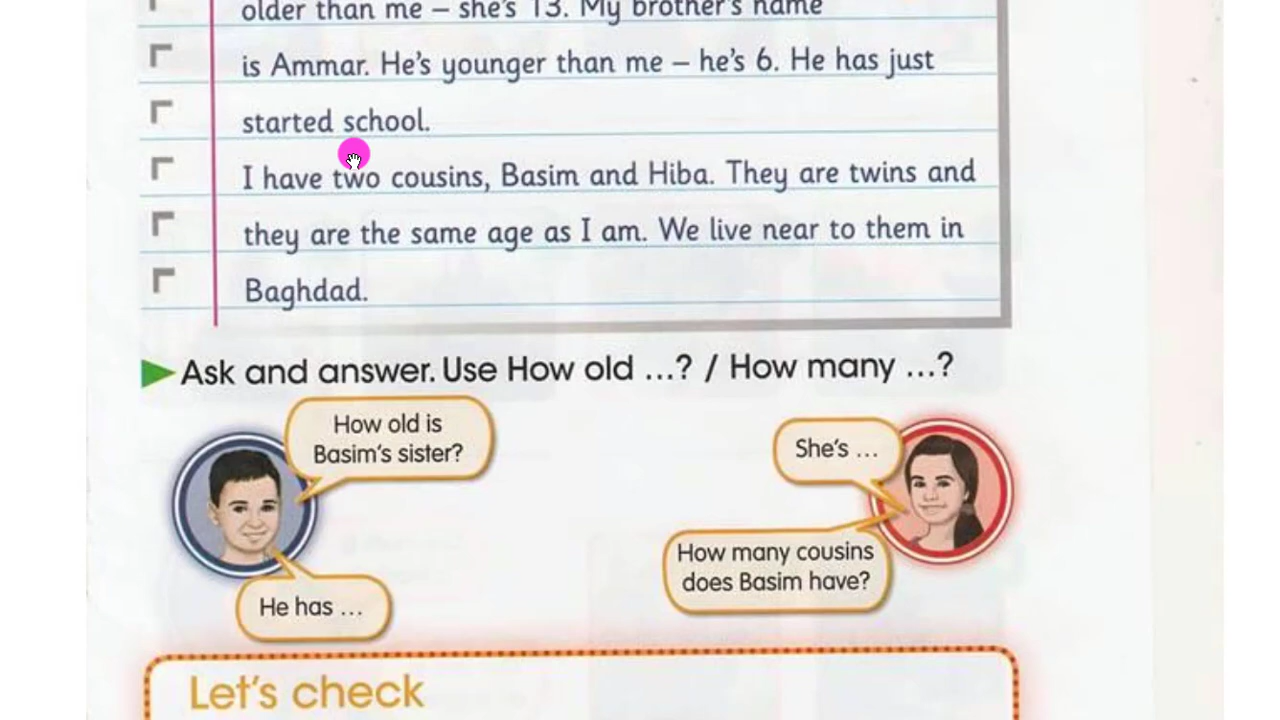 older than me – she's 13. My brother's name
is Ammar. He's younger than me – he's 6. He has just
started school.
I have two cousins, Basim and Hiba. They are twins and
they are the same age as I am. We live near to them in
Baghdad.
Ask and answer. Use How old ...? / How many ...?
How old is
Basim's sister?
She's ...
How many cousins
does Basim have?
He has ...
Let's check